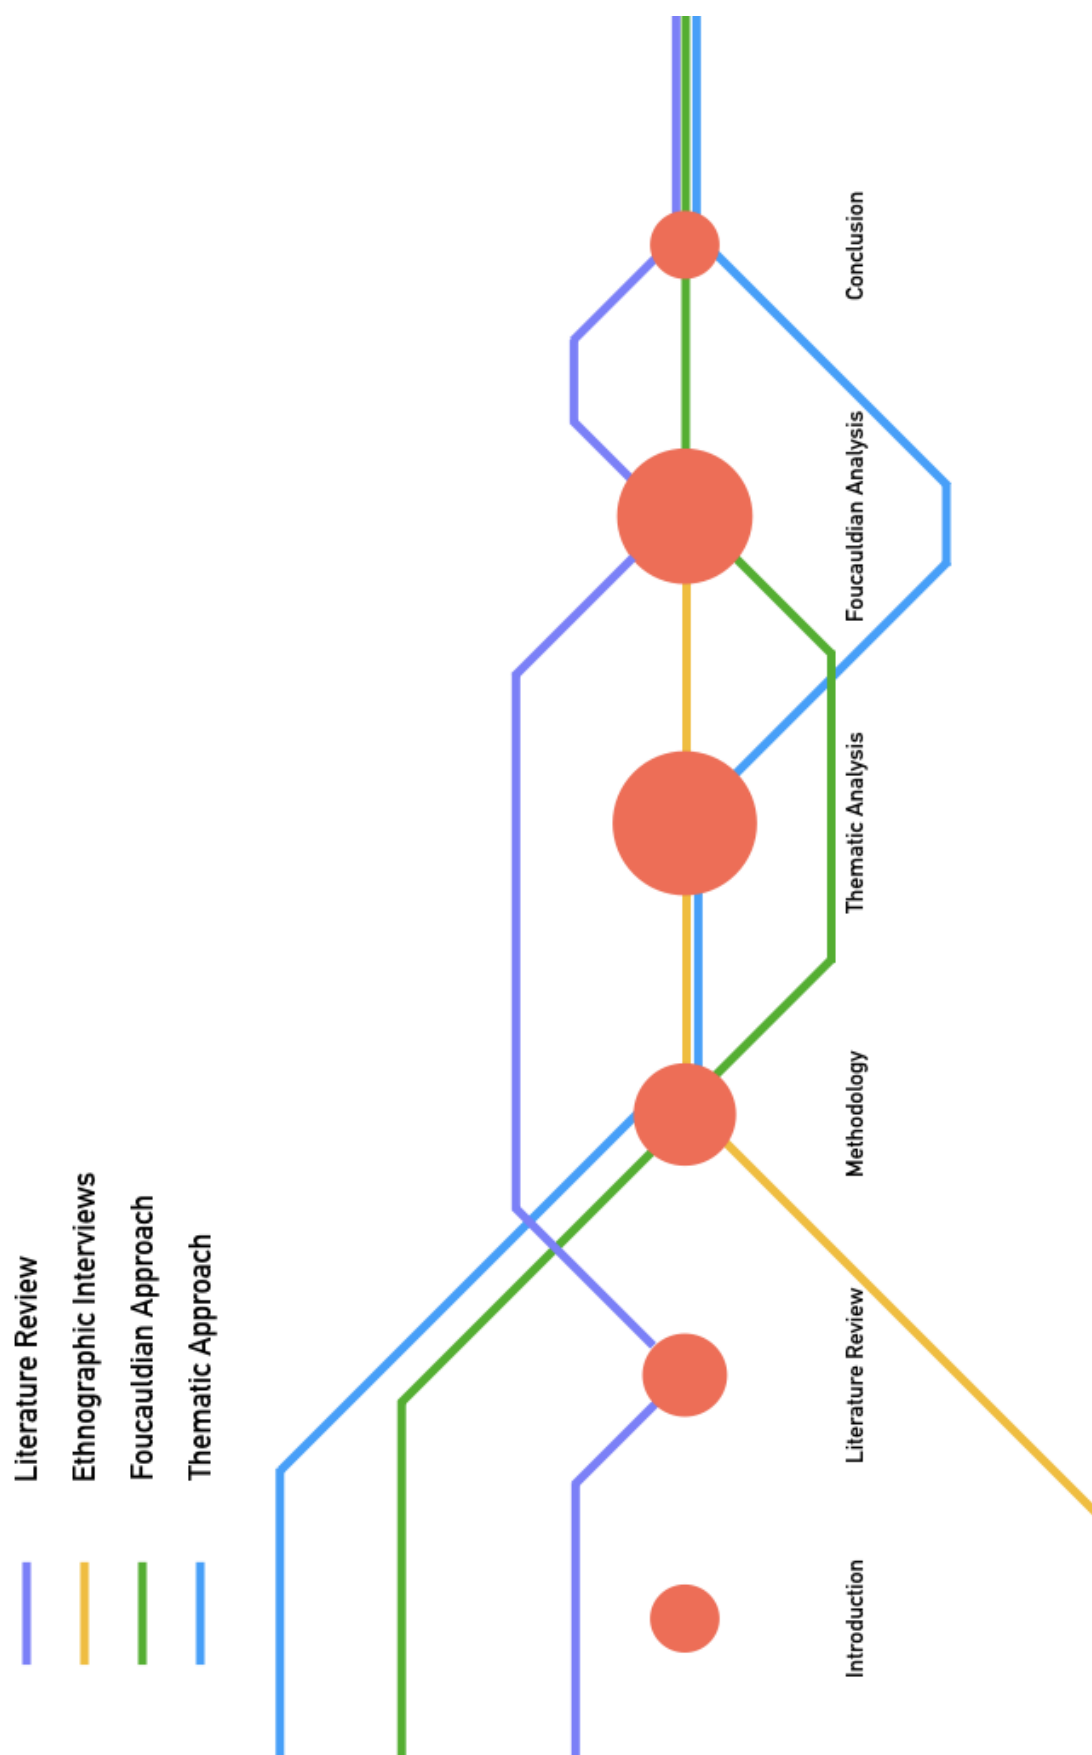 Literature Review
Ethnographic Interviews
Foucauldian Approach
Thematic Approach
Introduction
Literature Review
Methodology
Thematic Analysis
Foucauldian Analysis
Conclusion